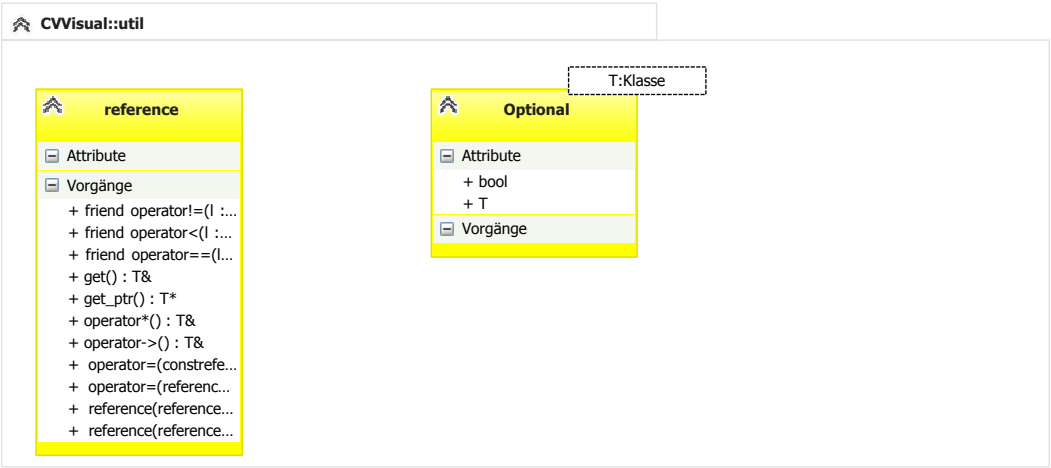 CVVisual::util
reference
Attribute
Vorgänge
+ friend operator!=(l :...
+ friend operator<(l :...
+ friend operator==(l...
+ get() : T&
+ get_ptr() : T*
+ operator*() : T&
+ operator->() : T&
+ operator=(constrefe...
+ operator=(referenc...
+ reference(reference...
+ reference(reference...
T:Klasse
Optional
Attribute
+ bool
+ T
Vorgänge